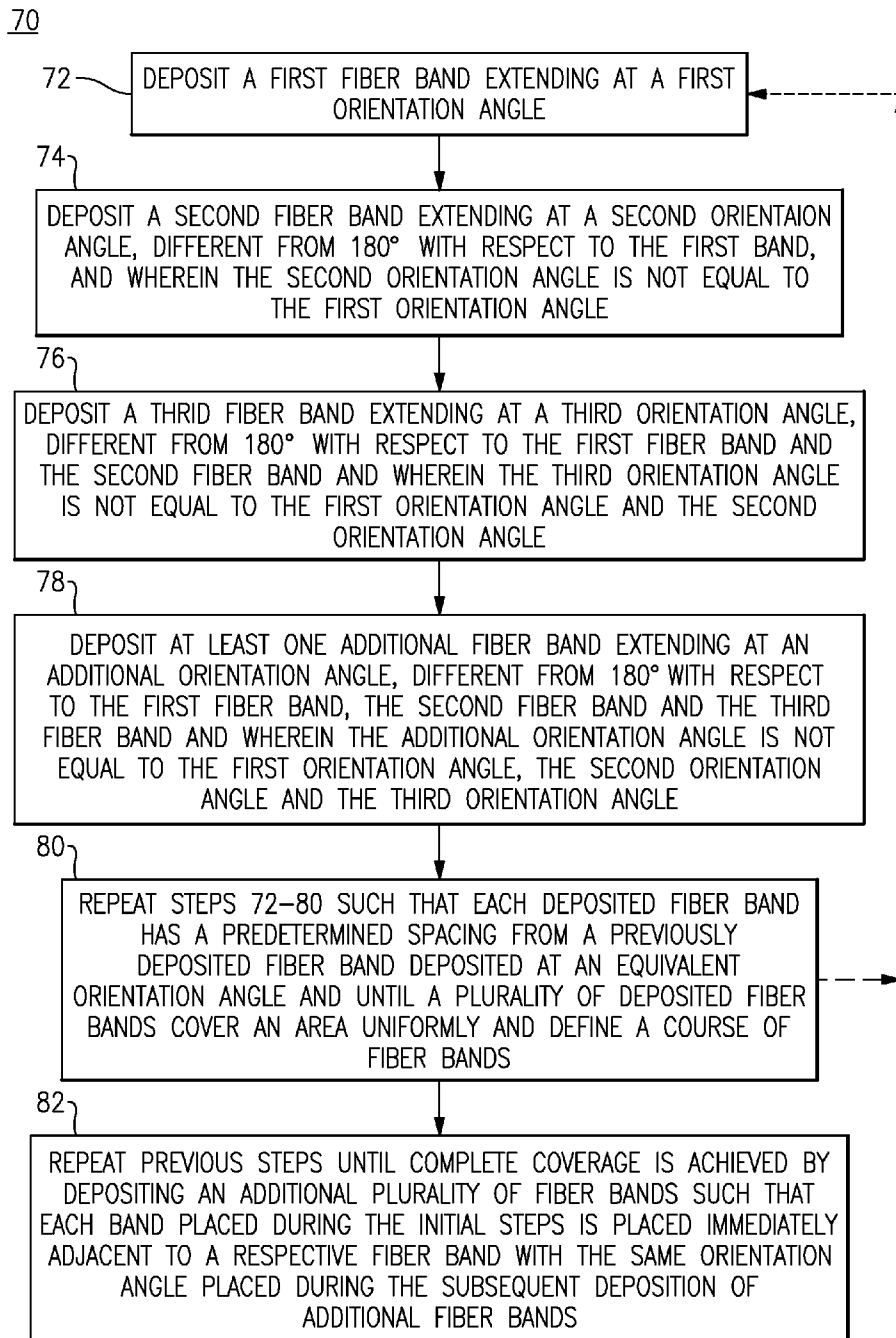 70
72
DEPOSIT A FIRST FIBER BAND EXTENDING AT A FIRST
ORIENTATION ANGLE
74
DEPOSIT A SECOND FIBER BAND EXTENDING AT A SECOND ORIENTAION
ANGLE, DIFFERENT FROM 180° WITH RESPECT TO THE FIRST BAND,
AND WHEREIN THE SECOND ORIENTATION ANGLE IS NOT EQUAL TO
THE FIRST ORIENTATION ANGLE
76
DEPOSIT A THRID FIBER BAND EXTENDING AT A THIRD ORIENTATION ANGLE,
DIFFERENT FROM 180° WITH RESPECT TO THE FIRST FIBER BAND AND
THE SECOND FIBER BAND AND WHEREIN THE THIRD ORIENTATION ANGLE
IS NOT EQUAL TO THE FIRST ORIENTATION ANGLE AND THE SECOND
ORIENTATION ANGLE
78
DEPOSIT AT LEAST ONE ADDITIONAL FIBER BAND EXTENDING AT AN
ADDITIONAL ORIENTATION ANGLE, DIFFERENT FROM 180° WITH RESPECT
TO THE FIRST FIBER BAND, THE SECOND FIBER BAND AND THE THIRD
FIBER BAND AND WHEREIN THE ADDITIONAL ORIENTATION ANGLE IS NOT
EQUAL TO THE FIRST ORIENTATION ANGLE, THE SECOND ORIENTATION
ANGLE AND THE THIRD ORIENTATION ANGLE
80
REPEAT STEPS 72–80 SUCH THAT EACH DEPOSITED FIBER BAND
HAS A PREDETERMINED SPACING FROM A PREVIOUSLY
DEPOSITED FIBER BAND DEPOSITED AT AN EQUIVALENT
ORIENTATION ANGLE AND UNTIL A PLURALITY OF DEPOSITED FIBER
BANDS COVER AN AREA UNIFORMLY AND DEFINE A COURSE OF
FIBER BANDS
82
REPEAT PREVIOUS STEPS UNTIL COMPLETE COVERAGE IS ACHIEVED BY
DEPOSITING AN ADDITIONAL PLURALITY OF FIBER BANDS SUCH THAT
EACH BAND PLACED DURING THE INITIAL STEPS IS PLACED IMMEDIATELY
ADJACENT TO A RESPECTIVE FIBER BAND WITH THE SAME ORIENTATION
ANGLE PLACED DURING THE SUBSEQUENT DEPOSITION OF
ADDITIONAL FIBER BANDS